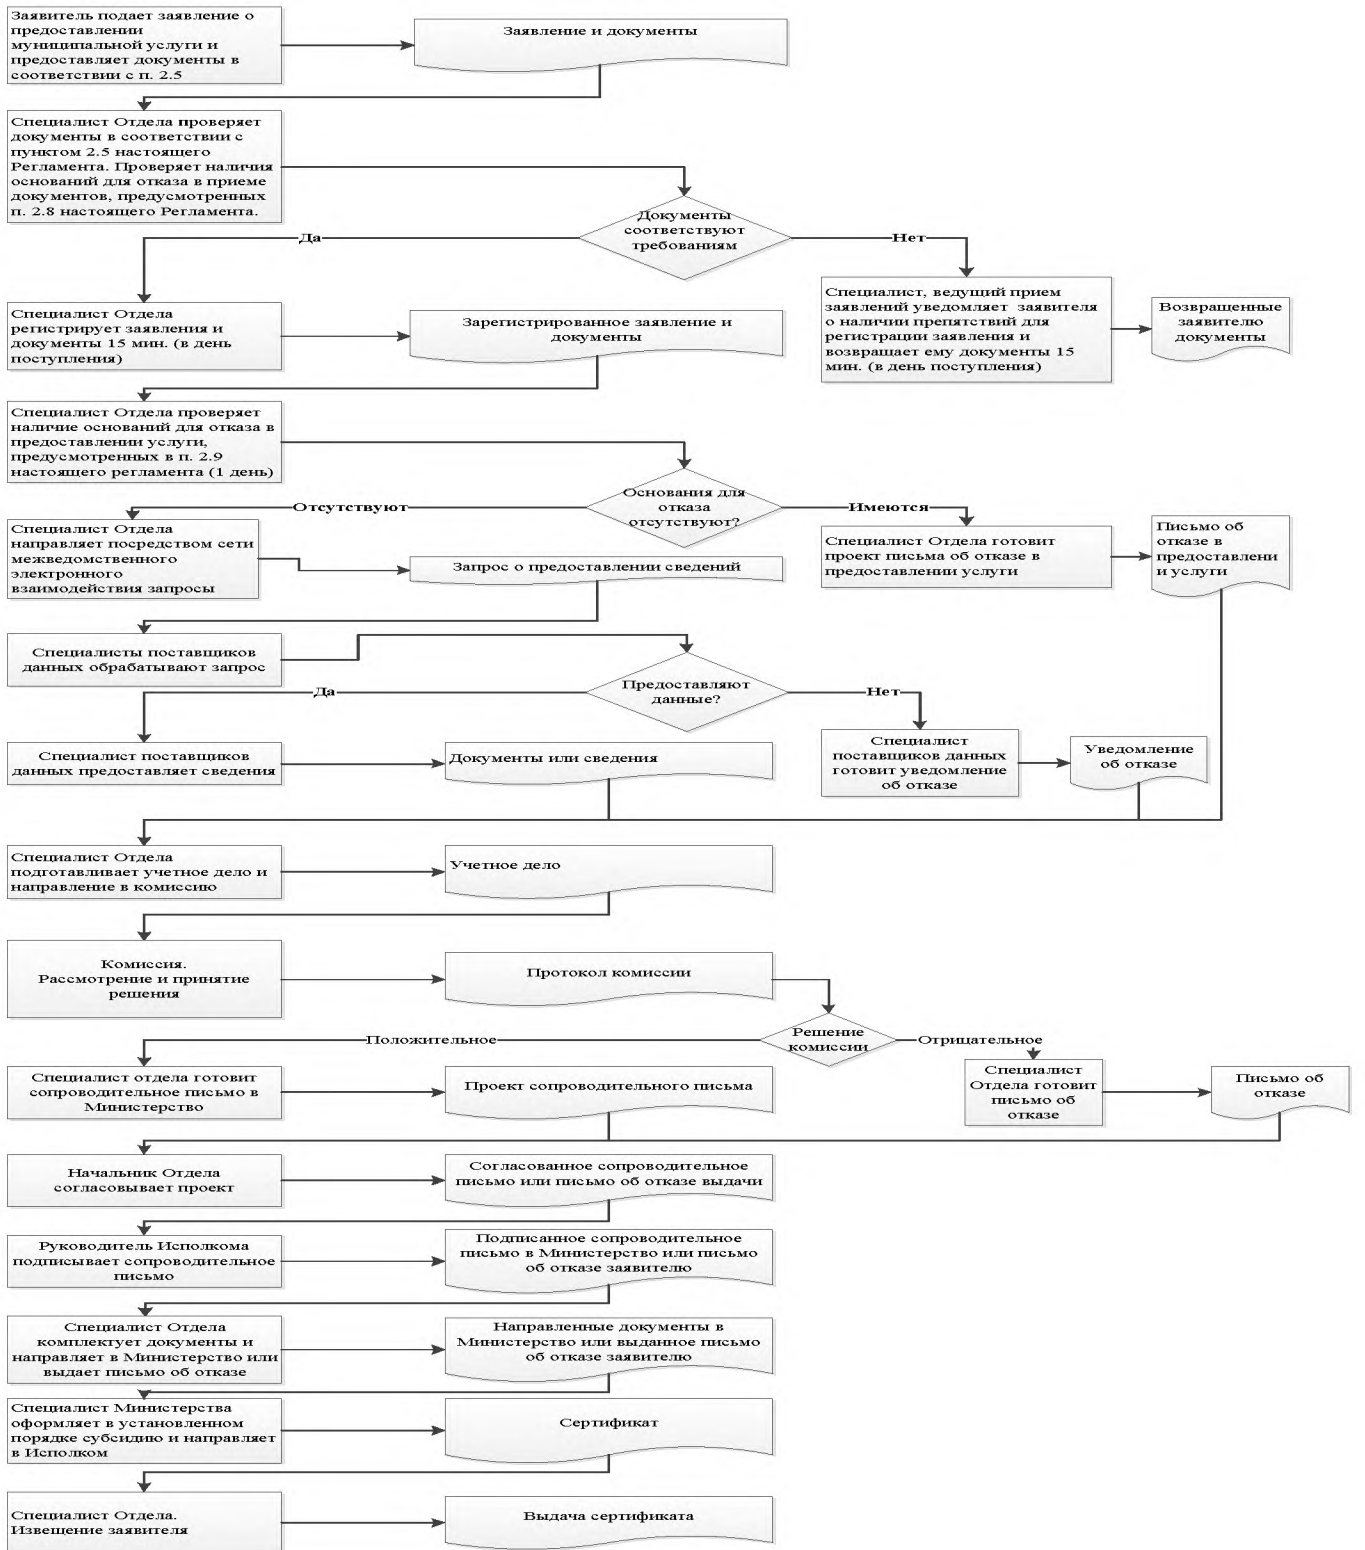 Заявитель подает заявление о
предоставлении
муниципальной услуги и
предоставляет документы в
соответствии с п. 2.5
Заявление и документы
Специалист Отдела проверяет
документы в соответствии с
пунктом 2.5 настоящего
Регламента. Проверяет наличия
оснований для отказа в приеме
документов, предусмотренных
п. 2.8 настоящего Регламента.
Документы
соответствуют
требованиям
Да
Нет
Специалист Отдела
регистрирует заявления и
документы 15 мин. (в день
поступления)
Зарегистрированное заявление и
документы
Специалист, ведущий прием
заявлений уведомляет заявителя
о наличии препятствий для
регистрации заявления и
возвращает ему документы 15
мин. (в день поступления)
Возвращенные
заявителю
документы
Специалист Отдела проверяет
наличие оснований для отказа в
предоставлении услуги,
предусмотренных в п. 2.9
настоящего регламента (1 день)
Основания для
отказа
отсутствуют?
Отсутствуют
Имеются
Специалист Отдела
направляет посредством сети
межведомственного
электронного
взаимодействия запросы
Запрос о предоставлении сведений
Специалист Отдела готовит
проект письма об отказе в
предоставлении услуги
Письмо об
отказе в
предоставлени
и услуги
Специалисты поставщиков
данных обрабатывают запрос
Предоставляют
данные?
Да
Нет
Специалист поставщиков
данных предоставляет сведения
Документы или сведения
Специалист
поставщиков данных
готовит уведомление
об отказе
Уведомление
об отказе
Специалист Отдела
подготавливает учетное дело и
направление в комиссию
Учетное дело
Комиссия.
Рассмотрение и принятие
решения
Протокол комиссии
Решение
комиссии
Положительное
Отрицательное
Специалист отдела готовит
сопроводительное письмо в
Министерство
Проект сопроводительного письма
Специалист
Отдела готовит
письмо об
отказе
Письмо об
отказе
Начальник Отдела
согласовывает проект
Согласованное сопроводительное
письмо или письмо об отказе выдачи
Руководитель Исполкома
подписывает сопроводительное
письмо
Подписанное сопроводительное
письмо в Министерство или письмо
об отказе заявителю
Специалист Отдела
комплектует документы и
направляет в Министерство или
выдает письмо об отказе
Направленные документы в
Министерство или выданное письмо
об отказе заявителю
Специалист Министерства
оформляет в установленном
порядке субсидию и направляет
в Исполком
Сертификат
Специалист Отдела.
Извещение заявителя
Выдача сертификата